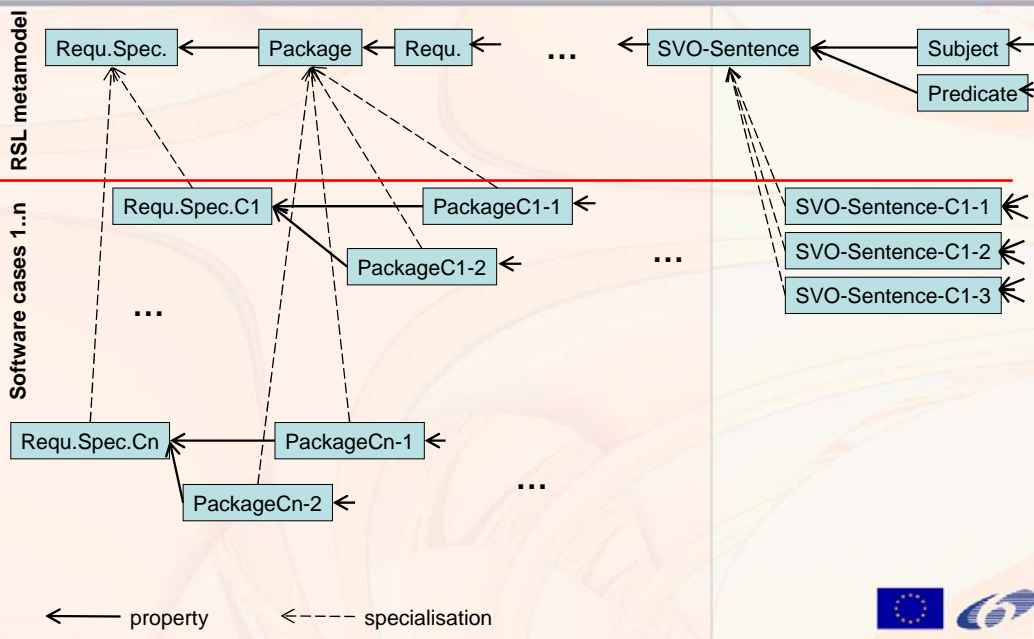 RSL metamodel
Requ.Spec.
Package
Requ.
...
SVO-Sentence
Subject
Predicate
Software cases 1..n
Requ.Spec.C1
PackageC1-1
SVO-Sentence-C1-1
PackageC1-2
...
SVO-Sentence-C1-2
SVO-Sentence-C1-3
...
Requ.Spec.Cn
PackageCn-1
PackageCn-2
...
property
specialisation
6